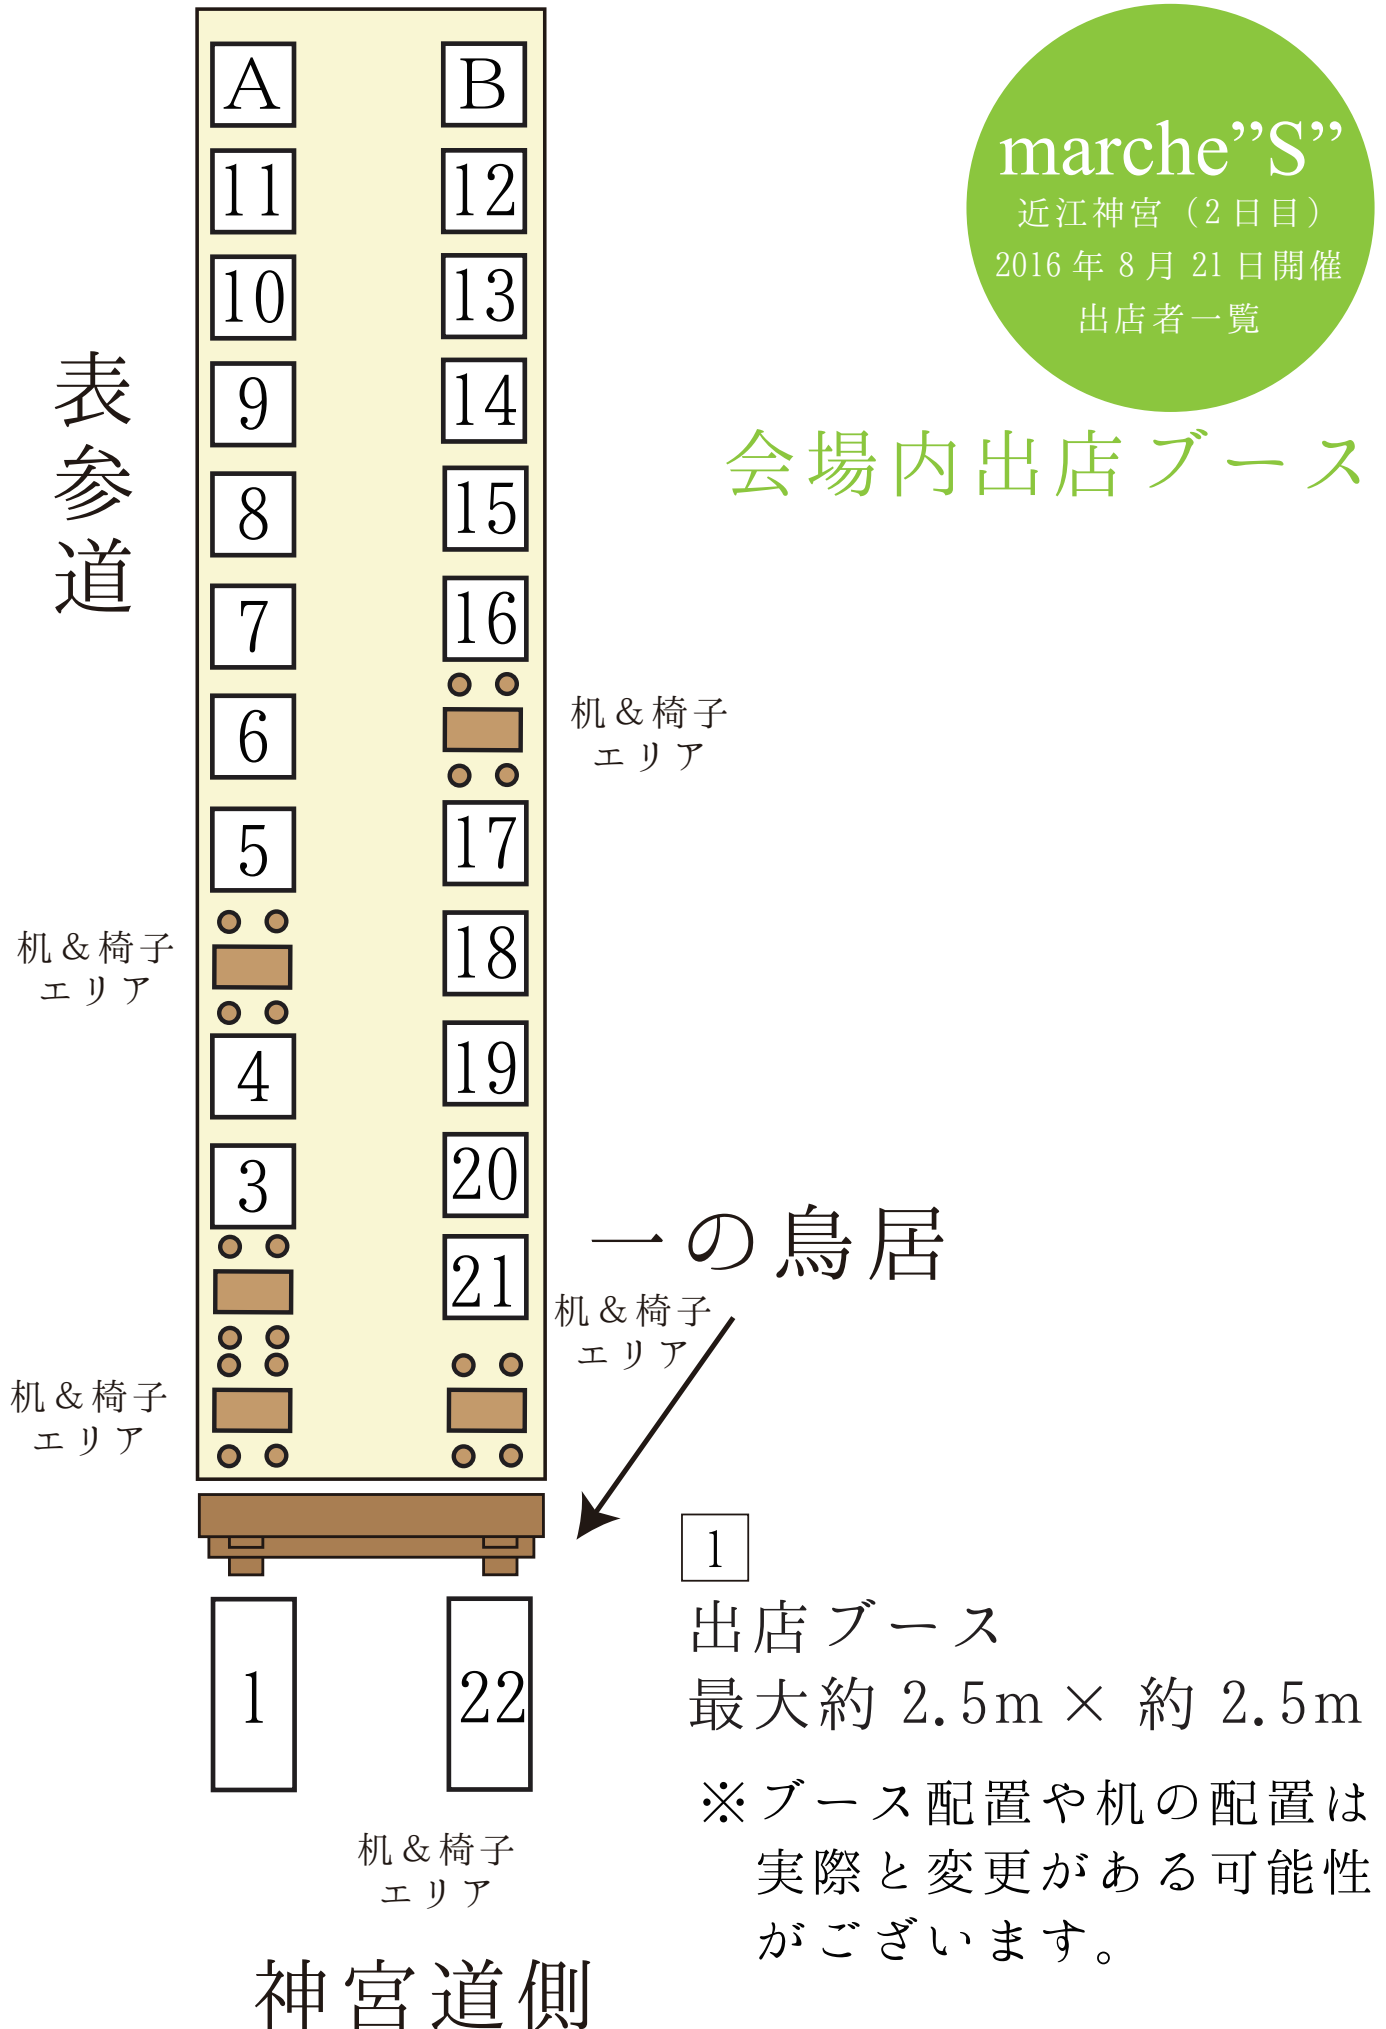 marche”S”
近江神宮（2日目）
2016年8月21日開催
出店者一覧
会場内出店ブース
表参道
A
B
11
12
10
13
9
14
8
15
7
16
机＆椅子
エリア
6
5
17
机＆椅子
エリア
18
4
19
3
20
21
一の鳥居
机＆椅子
エリア
机＆椅子
エリア
1
22
机＆椅子
エリア
神宮道側
1
出店ブース
最大約 2.5m× 約 2.5m
※ブース配置や机の配置は
実際と変更がある可能性
がございます。